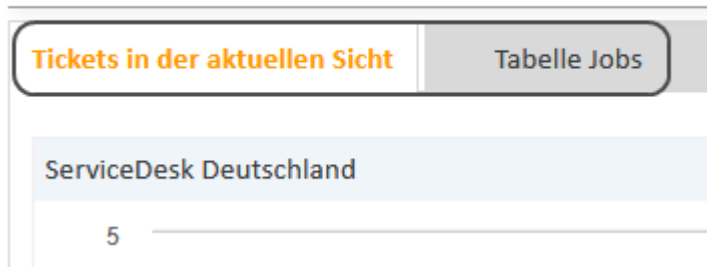 Tickets in der aktuellen Sicht Tabelle Jobs
ServiceDesk Deutschland
5